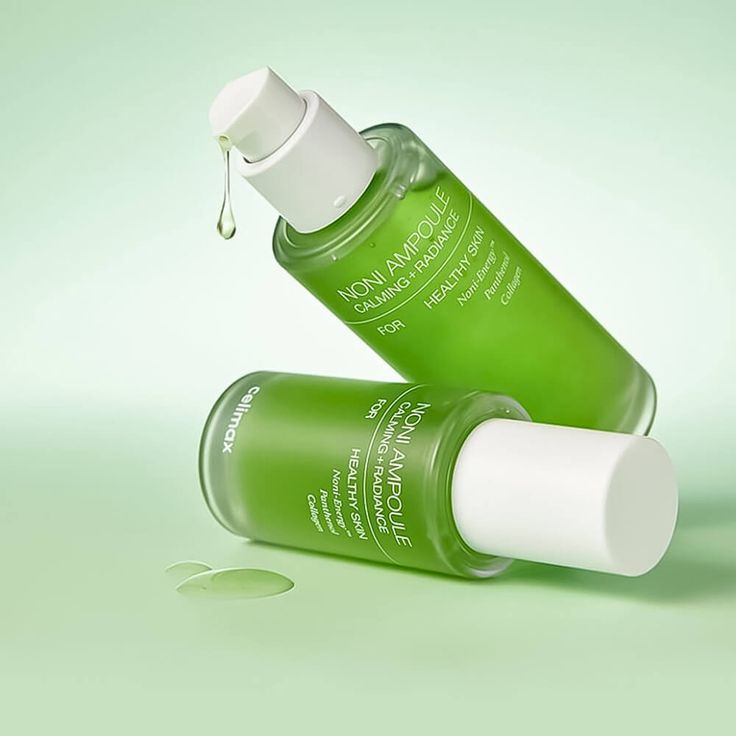 NONI AMPOULE
CALMING + RADIANCE
FOR
HEALTHY SKIN
Noni-Energy™
Panthenol
Collagen
celimax
NONI AMPOULE
CALMING + RADIANCE
FOR
HEALTHY SKIN
Noni-Energy™
Panthenol
Collagen